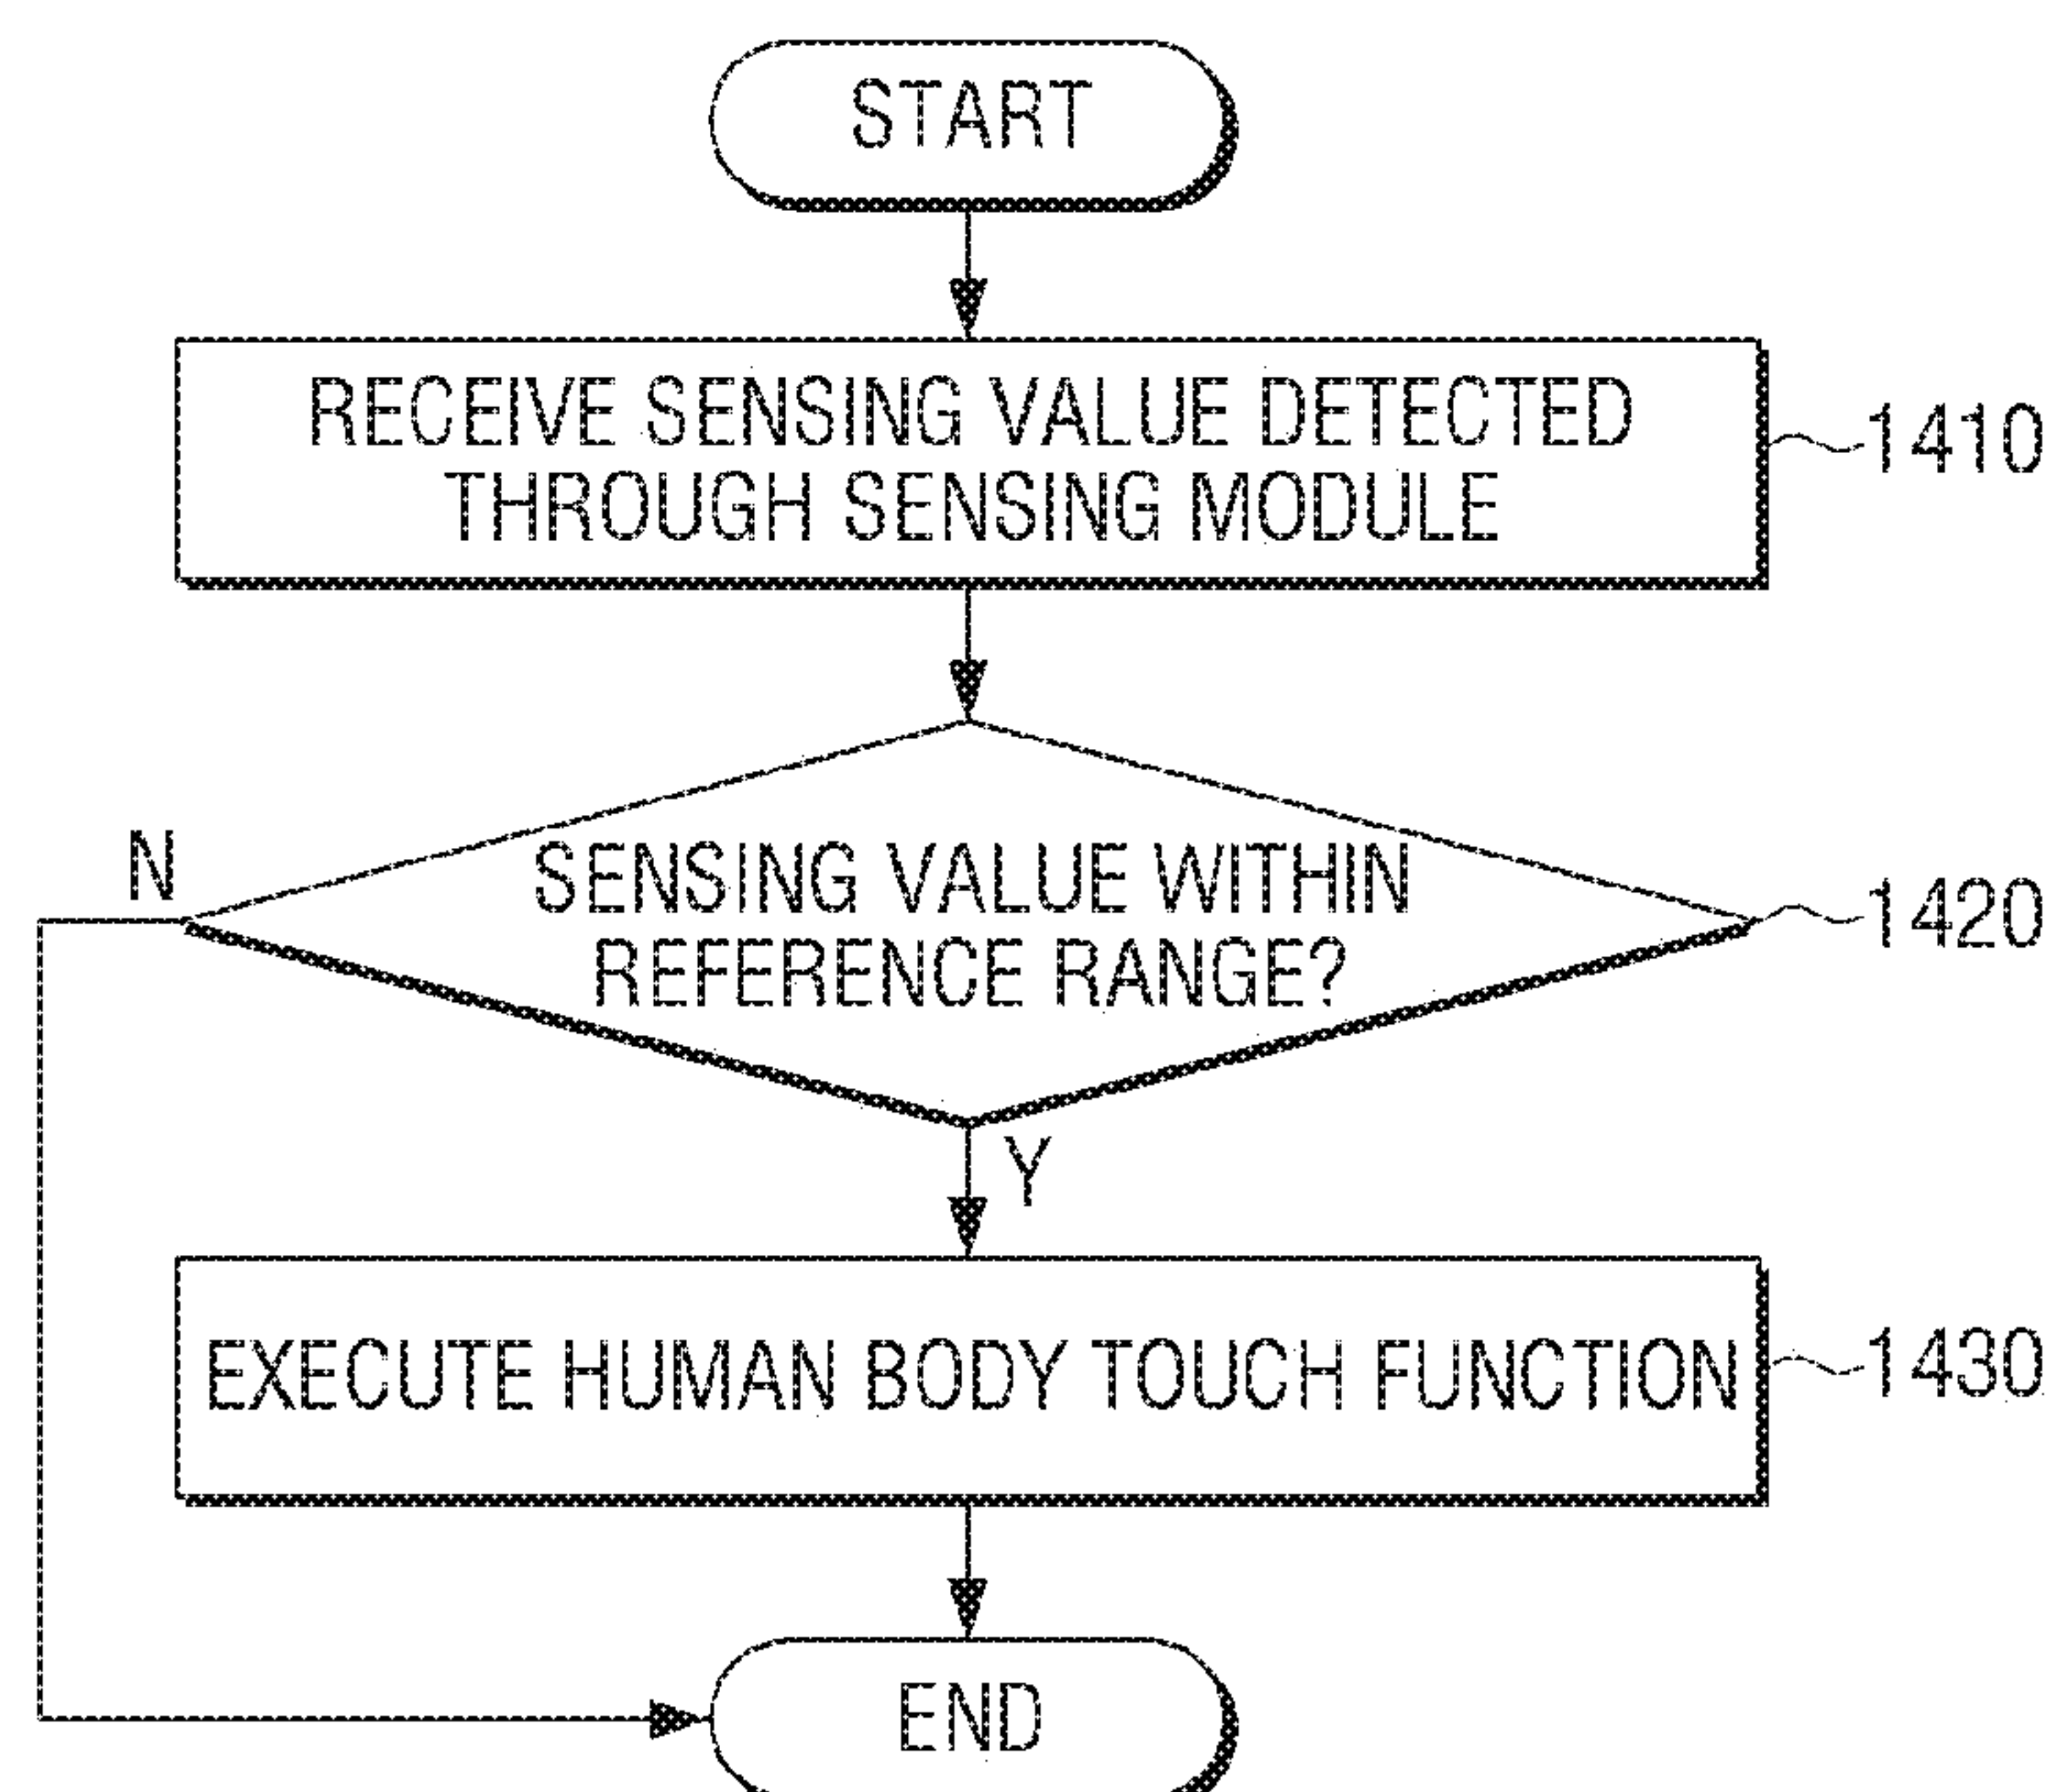 START
RECEIVE SENSING VALUE DETECTED
THROUGH SENSING MODULE
1410
N
SENSING VALUE WITHIN
REFERENCE RANGE?
1420
Y
EXECUTE HUMAN BODY TOUCH FUNCTION
1430
END